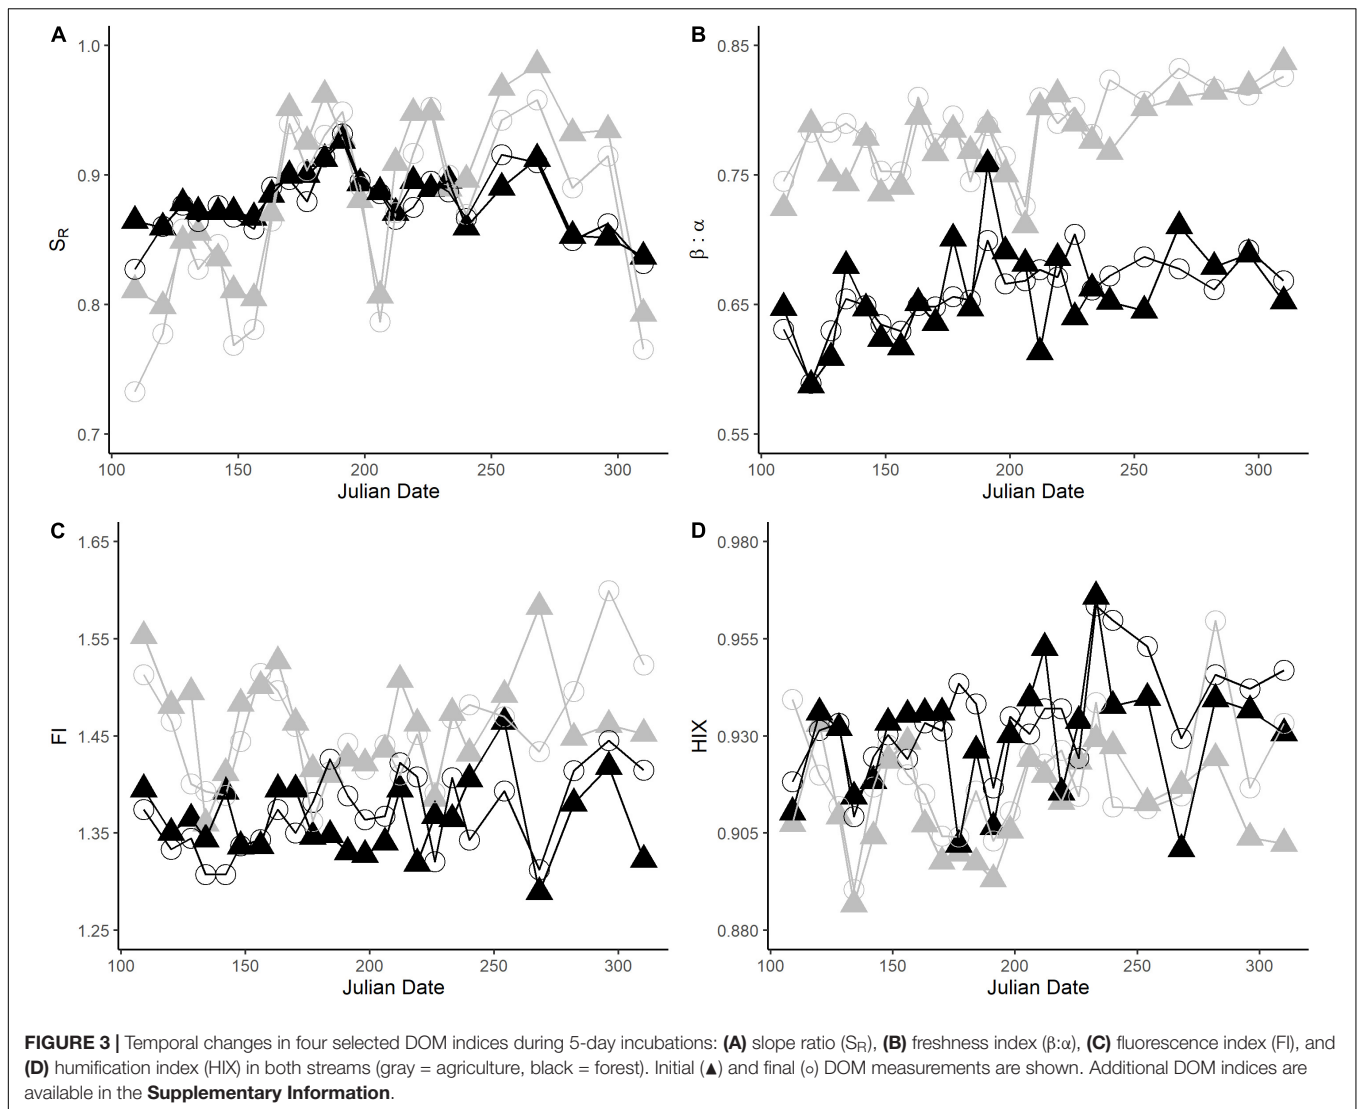 A
1.0
0.9
0.8
0.7
SR
100 150 200 250 300
Julian Date
B
0.85
0.75
0.65
0.55
β : α
100 150 200 250 300
Julian Date
C
1.65
1.55
1.45
1.35
1.25
FI
100 150 200 250 300
Julian Date
D
0.980
0.955
0.930
0.905
0.880
HIX
100 150 200 250 300
Julian Date
FIGURE 3 | Temporal changes in four selected DOM indices during 5-day incubations: (A) slope ratio (SR), (B) freshness index (β:α), (C) fluorescence index (FI), and
(D) humification index (HIX) in both streams (gray = agriculture, black = forest). Initial (▲) and final (○) DOM measurements are shown. Additional DOM indices are
available in the Supplementary Information.